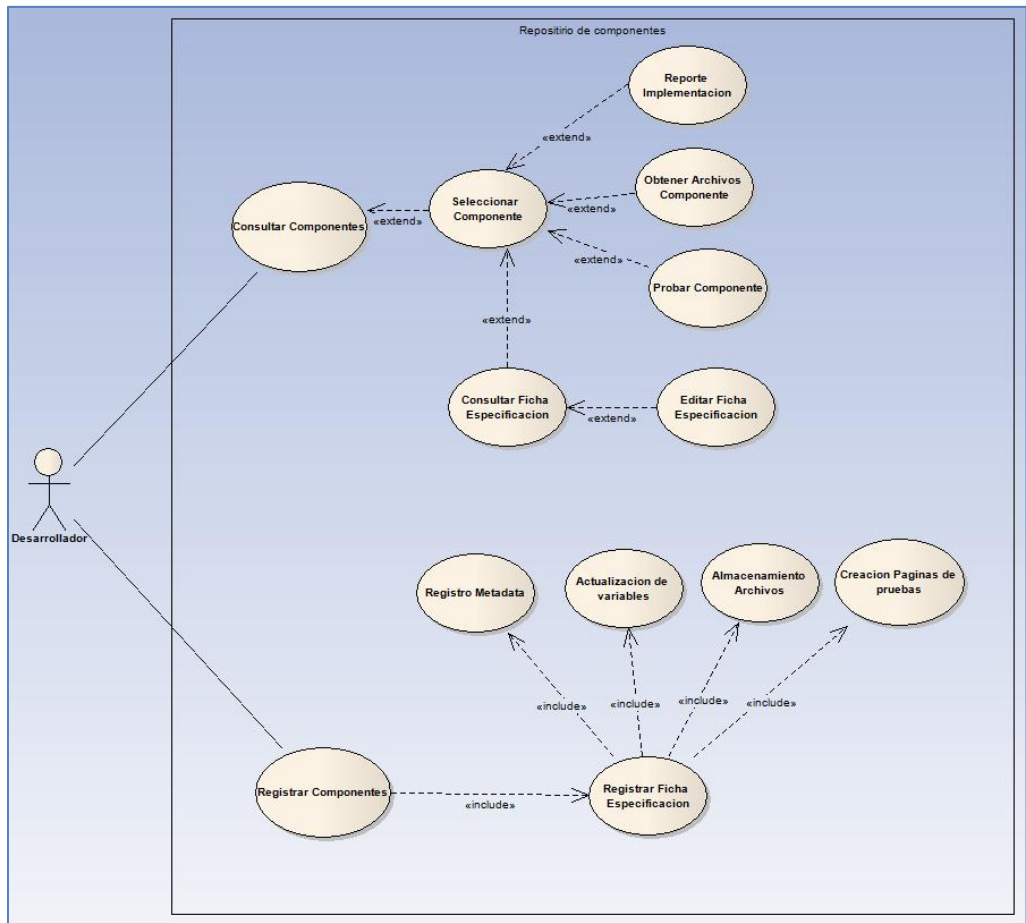 Repositirio de componentes
Reporte
Implementacion
«extend»
Obtener Archivos
Componente
Seleccionar
Componente
«extend»
Consultar Componentes
«extend»
«extend»
Probar Componente
«extend»
Consultar Ficha
Especificacion
Editar Ficha
Especificacion
«extend»
Desarrollador
Registro Metadata
Actualizacion de
variables
Almacenamiento
Archivos
Creacion Paginas de
pruebas
«include»
«include»
«include»
«include»
Registrar Componentes
«include»
Registrar Ficha
Especificacion